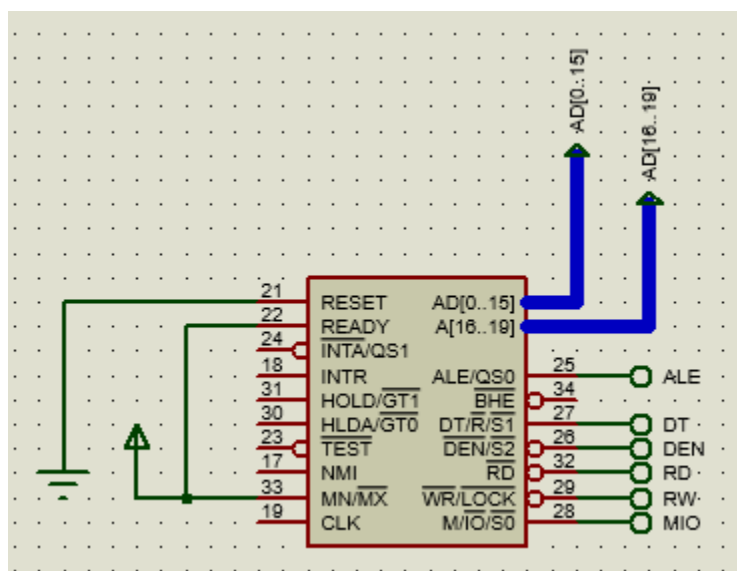 AD[0..15]
AD[16..19]
21 RESET AD[0..15]
22 READY A[16..19]
24 INTA/QS1
18 INTR ALE/QS0 25 ALE
31 HOLD/GT1 BHE 34
30 HLDA/GT0 DT/R/S1 27 DT
23 TEST DEN/S2 26 DEN
17 NMI RD 32 RD
33 MN/MX WR/LOCK 29 RW
19 CLK M/IO/S0 28 MIO